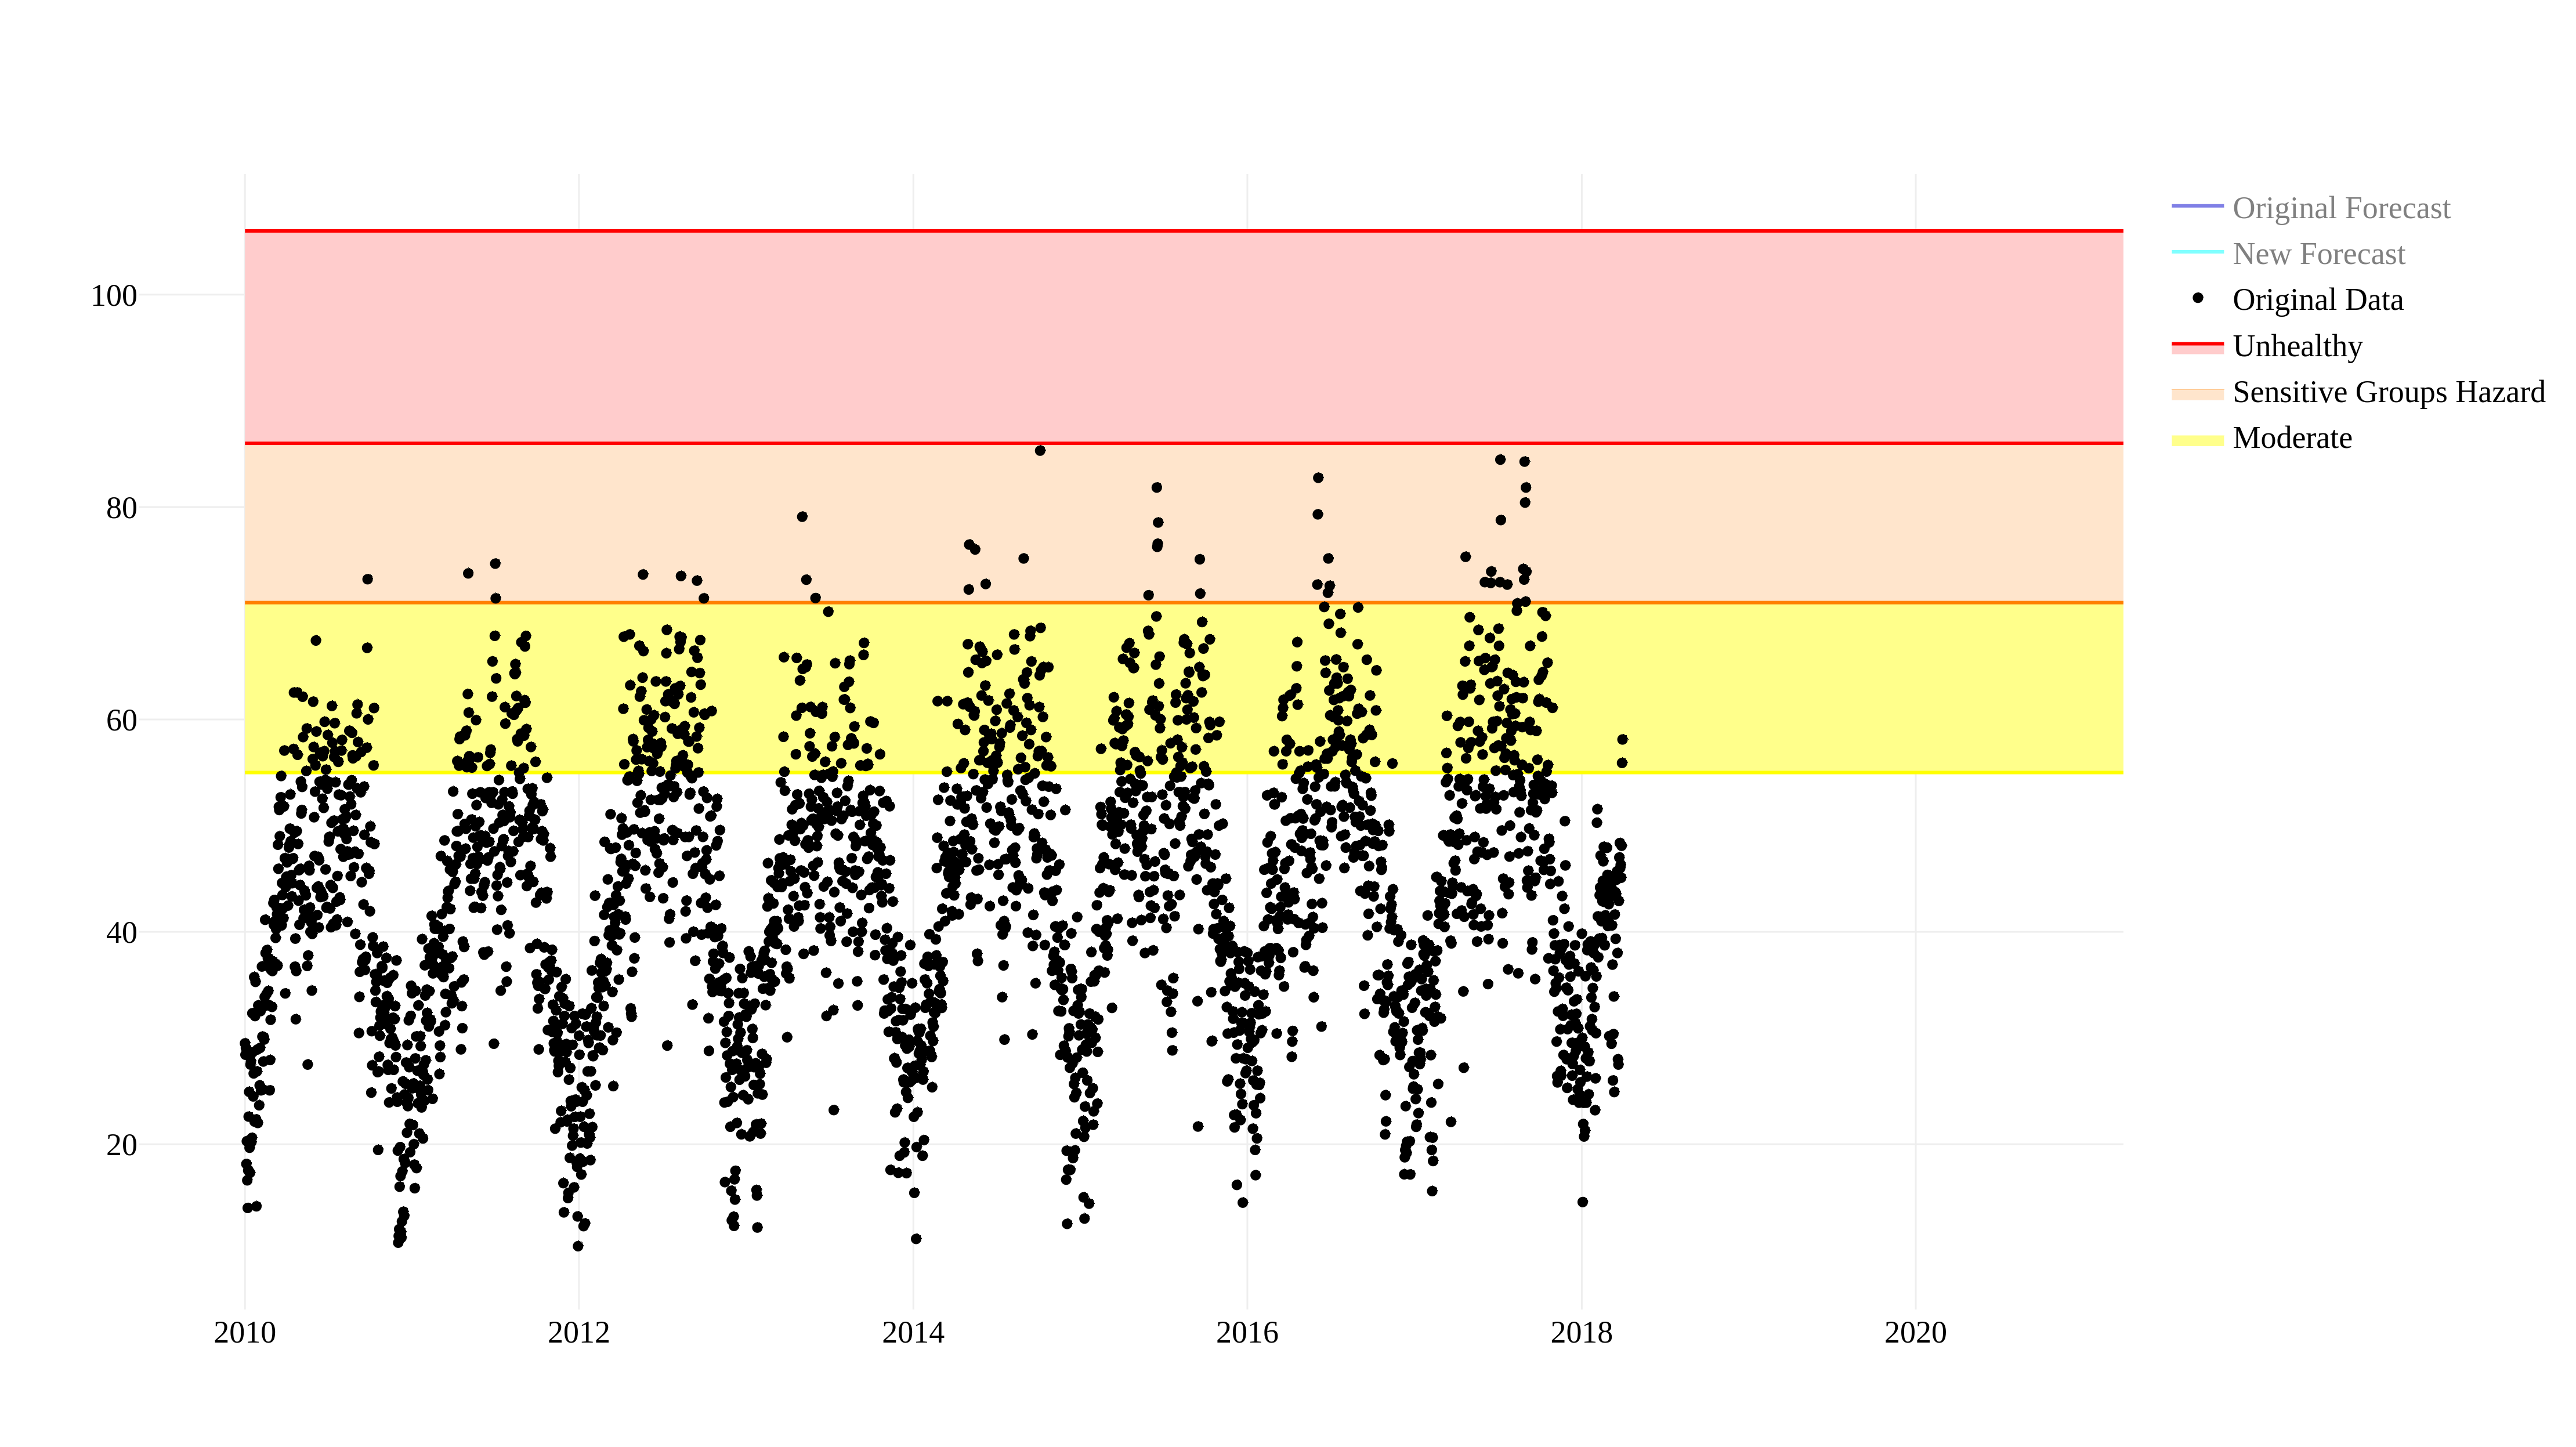 100
80
60
40
20
2010
2012
2014
2016
2018
2020
Original Forecast
New Forecast
Original Data
Unhealthy
Sensitive Groups Hazard
Moderate